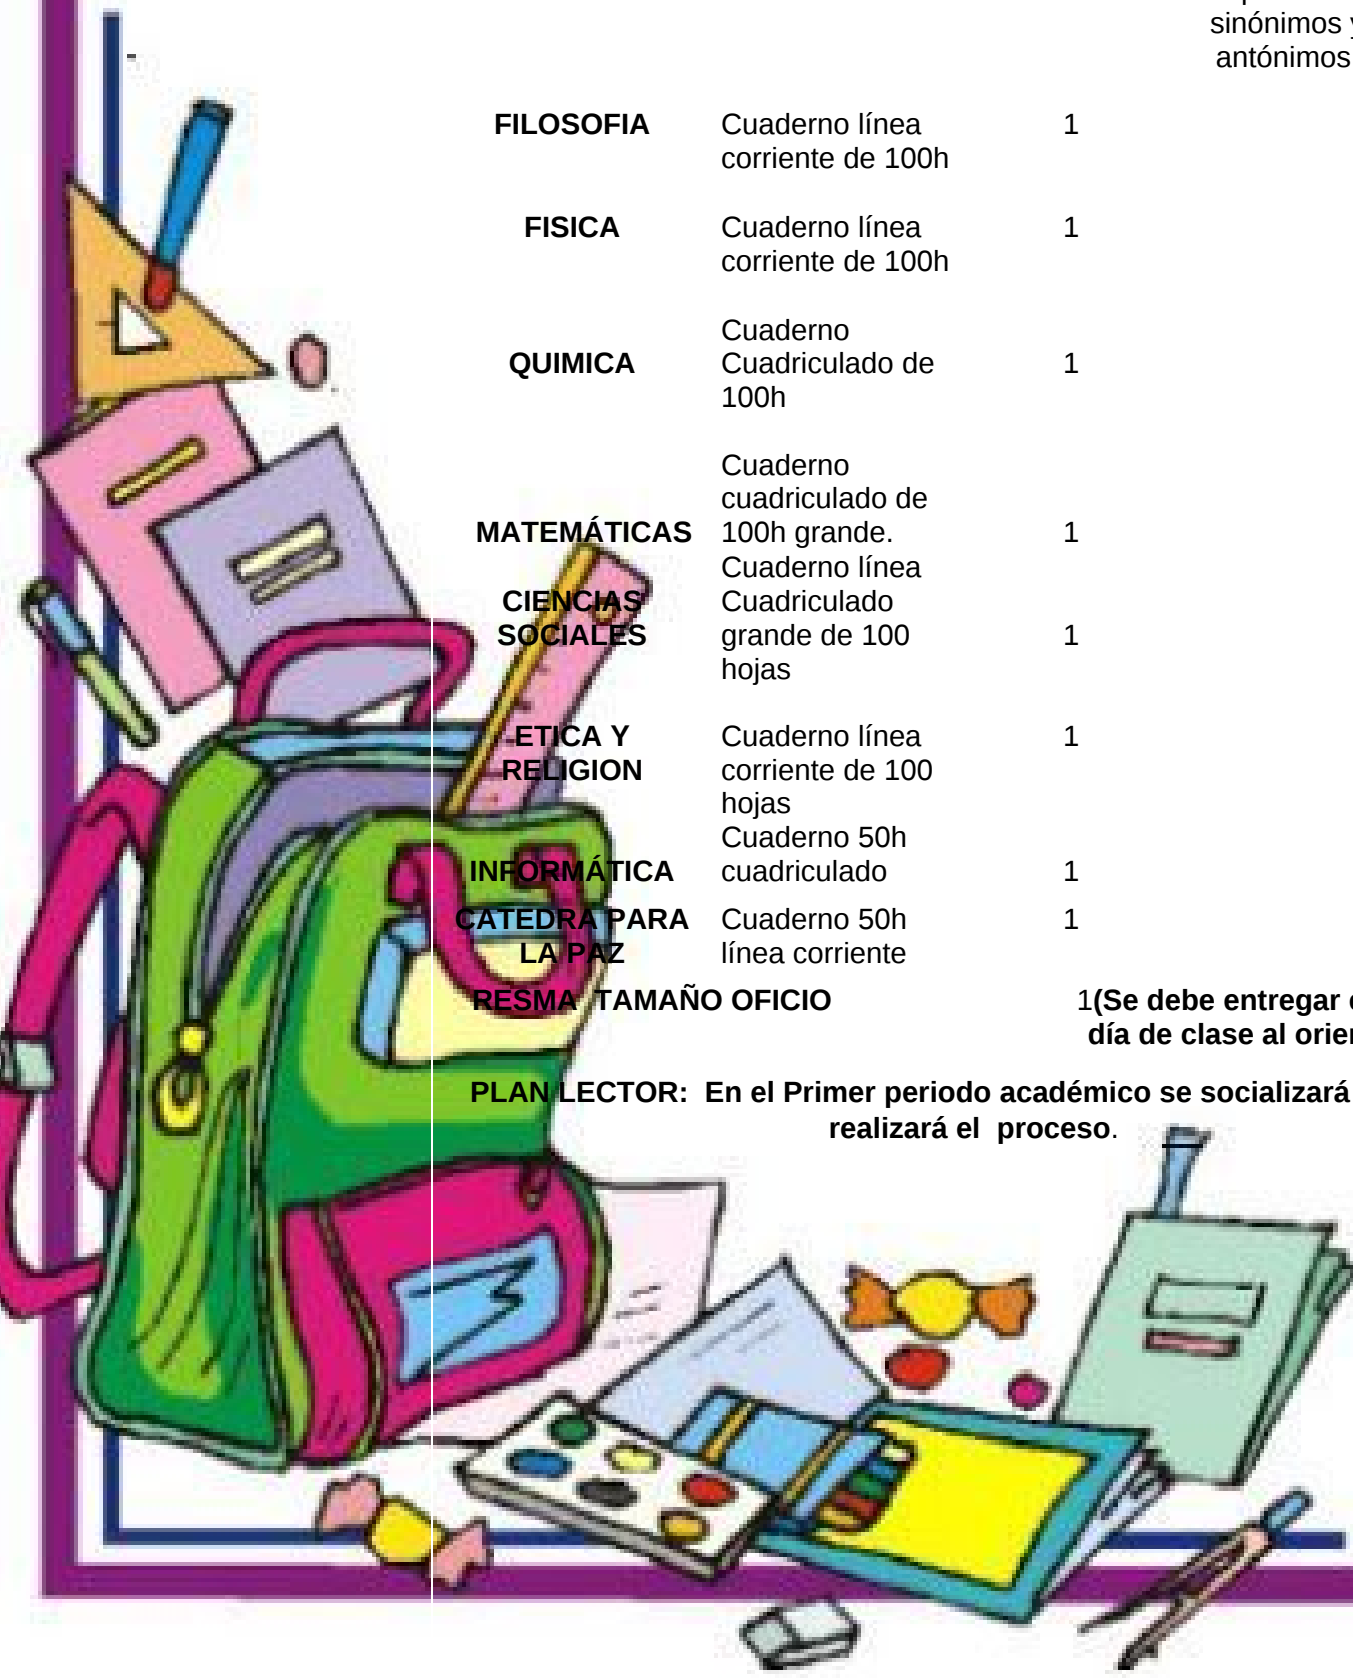 sinónimos y
antónimos
FILOSOFIA Cuaderno línea 1
corriente de 100h
FISICA Cuaderno línea 1
corriente de 100h
Cuaderno
QUIMICA Cuadriculado de 1
100h
Cuaderno
cuadriculado de
MATEMÁTICAS 100h grande. 1
Cuaderno línea
CIENCIAS Cuadriculado
SOCIALES grande de 100 1
hojas
ETICA Y Cuaderno línea 1
RELIGION corriente de 100
hojas
Cuaderno 50h
INFORMÁTICA cuadriculado 1
CATEDRA PARA Cuaderno 50h 1
LA PAZ línea corriente
RESMA TAMAÑO OFICIO 1(Se debe entregar
día de clase al
PLAN LECTOR: En el Primer periodo académico se socializará
realizará el proceso.